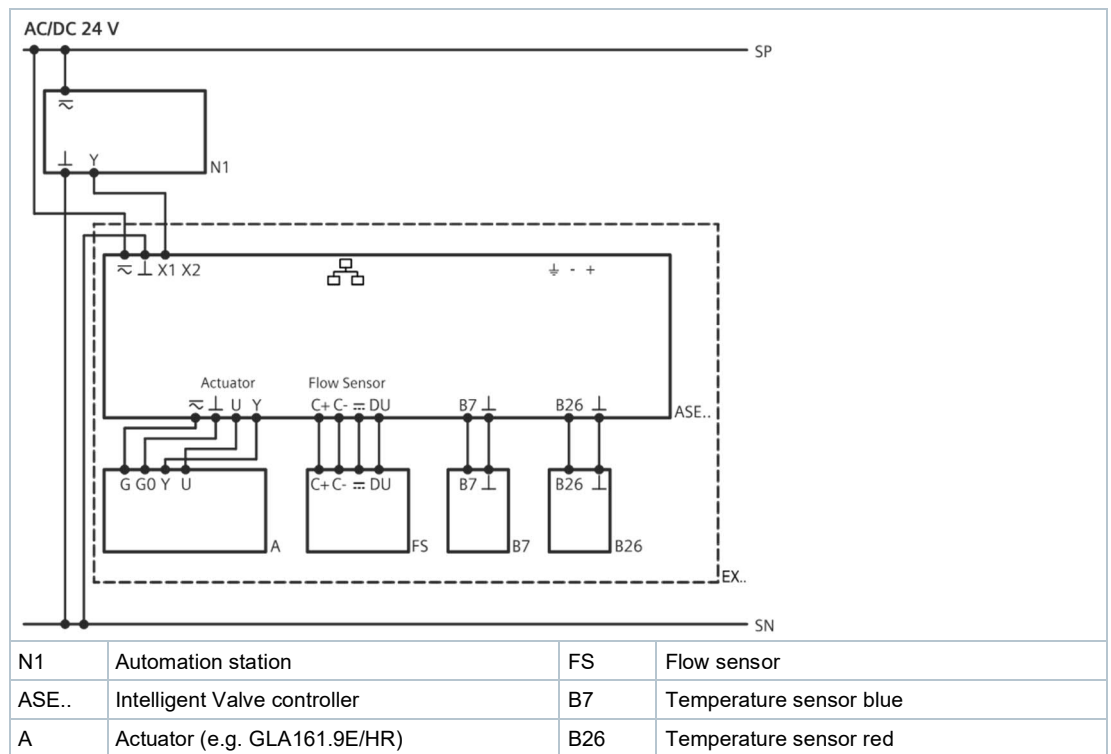 AC/DC 24 V
SP
⊥ Y
N1
⊥ X1 X2
⏚ - +
Actuator Flow Sensor
⊥ U Y C+ C- ⎓ DU B7 ⊥ B26 ⊥
ASE..
G G0 Y U C+ C- ⎓ DU B7 ⊥ B26 ⊥
A FS B7 B26
EX..
SN
N1 Automation station FS Flow sensor
ASE.. Intelligent Valve controller B7 Temperature sensor blue
A Actuator (e.g. GLA161.9E/HR) B26 Temperature sensor red